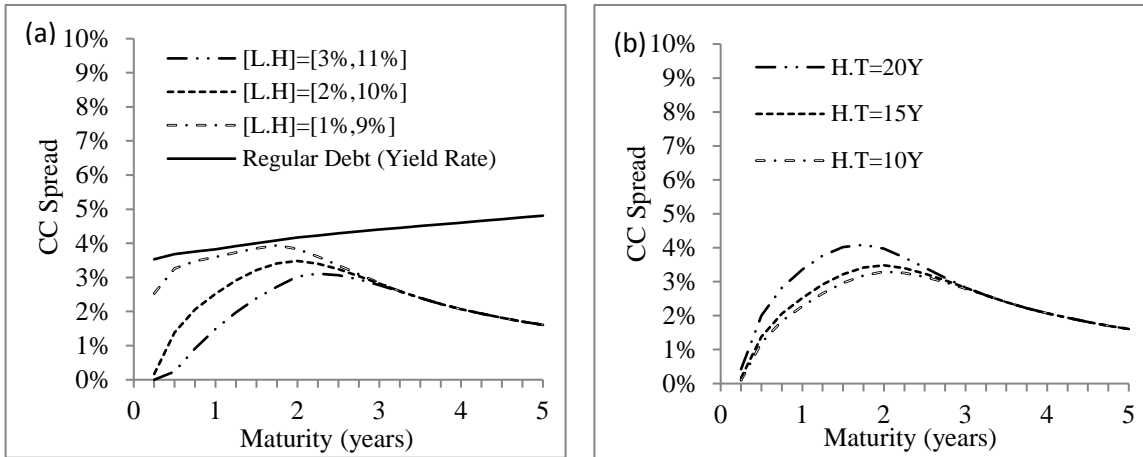 (a)
10%
9%
8%
7%
6%
5%
4%
3%
2%
1%
0%
CC Spread
[L.H]=[3%,11%]
[L.H]=[2%,10%]
[L.H]=[1%,9%]
Regular Debt (Yield Rate)
0 1 2 3 4 5
Maturity (years)
(b)
10%
9%
8%
7%
6%
5%
4%
3%
2%
1%
0%
CC Spread
H.T=20Y
H.T=15Y
H.T=10Y
0 1 2 3 4 5
Maturity (years)